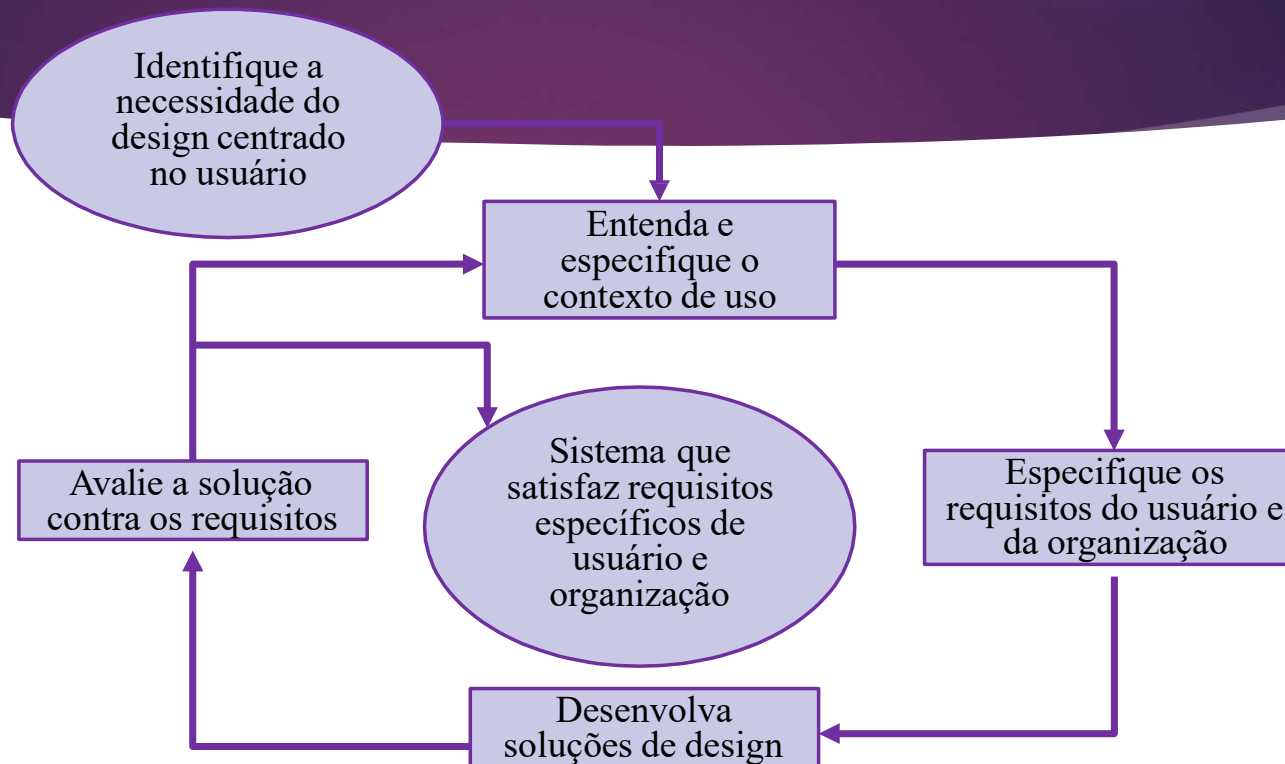 Identifique a
necessidade do
design centrado
no usuário
Entenda e
especifique o
contexto de uso
Sistema que
satisfaz requisitos
específicos de
usuário e
organização
Avalie a solução
contra os requisitos
Especifique os
requisitos do usuário e
da organização
Desenvolva
soluções de design